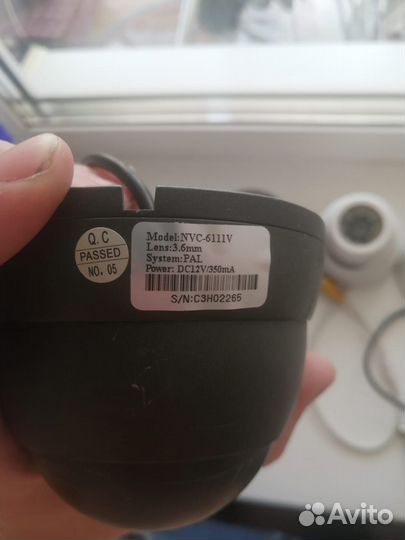 Q.C
PASSED
NO. 05
Model:NVC-6111V
Lens:3.6mm
System:PAL
Power: DC12V/350mA
S/N:C3H02265
Avito